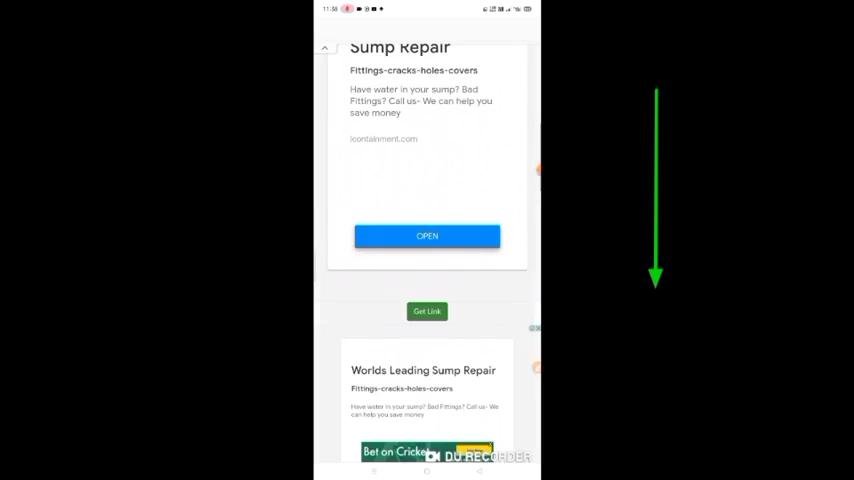 11:38
Sump Repair
Fittings-cracks-holes-covers
Have water in your sump? Bad
Fittings? Call us- We can help you
save money
icontainment.com
OPEN
Get Link
Worlds Leading Sump Repair
Fittings-cracks-holes-covers
Have water in your sump? Bad Fittings? Call us- We
can help you save money
Bet on Cricket
DU RECORDER